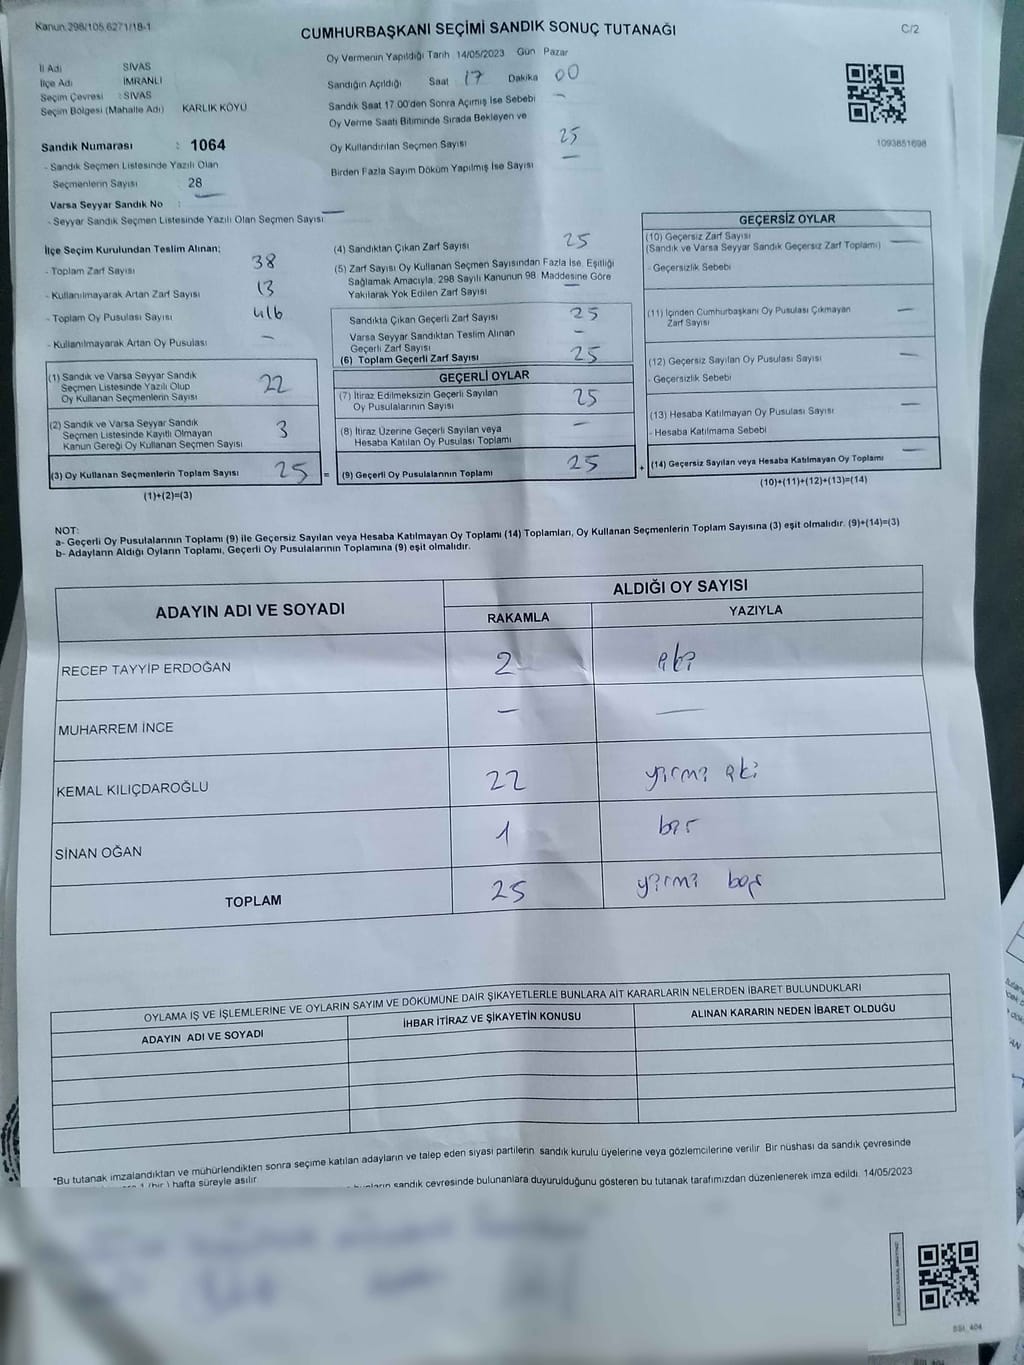 Kanun 298/105,6271/18-1
CUMHURBAŞKANI SEÇİMİ SANDIK SONUÇ TUTANAĞI
C/2
İl Adı SİVAS
İlçe Adı İMRANLI
Seçim Çevresi : SİVAS
Seçim Bölgesi (Mahalle Adı) KARLIK KÖYÜ
Sandık Numarası : 1064
- Sandık Seçmen Listesinde Yazılı Olan
Seçmenlerin Sayısı 28
Varsa Seyyar Sandık No : —
- Seyyar Sandık Seçmen Listesinde Yazılı Olan Seçmen Sayısı —
Oy Vermenin Yapıldığı Tarih 14/05/2023 Gün Pazar
Sandığın Açıldığı Saat 17 Dakika 00
Sandık Saat 17.00'den Sonra Açımış İse Sebebi —
Oy Verme Saati Bitiminde Sırada Bekleyen ve
Oy Kullandırılan Seçmen Sayısı 25
Birden Fazla Sayım Döküm Yapılmış İse Sayısı —
1093851698
İlçe Seçim Kurulundan Teslim Alınan;
- Toplam Zarf Sayısı 38
- Kullanılmayarak Artan Zarf Sayısı 13
- Toplam Oy Pusulası Sayısı 416
- Kullanılmayarak Artan Oy Pusulası —
(1) Sandık ve Varsa Seyyar Sandık
Seçmen Listesinde Yazılı Olup
Oy Kullanan Seçmenlerin Sayısı 22
(2) Sandık ve Varsa Seyyar Sandık
Seçmen Listesinde Kayıtlı Olmayan
Kanun Gereği Oy Kullanan Seçmen Sayısı 3
(3) Oy Kullanan Seçmenlerin Toplam Sayısı 25 =
(1)+(2)=(3)
(4) Sandıktan Çıkan Zarf Sayısı 25
(5) Zarf Sayısı Oy Kullanan Seçmen Sayısından Fazla İse, Eşitliği
Sağlamak Amacıyla, 298 Sayılı Kanunun 98. Maddesine Göre
Yakılarak Yok Edilen Zarf Sayısı —
Sandıkta Çıkan Geçerli Zarf Sayısı 25
Varsa Seyyar Sandıktan Teslim Alınan
Geçerli Zarf Sayısı —
(6) Toplam Geçerli Zarf Sayısı 25
GEÇERLİ OYLAR
(7) İtiraz Edilmeksizin Geçerli Sayılan
Oy Pusulalarının Sayısı 25
(8) İtiraz Üzerine Geçerli Sayılan veya
Hesaba Katılan Oy Pusulası Toplamı —
(9) Geçerli Oy Pusulalarının Toplamı 25 +
GEÇERSİZ OYLAR
(10) Geçersiz Zarf Sayısı
(Sandık ve Varsa Seyyar Sandık Geçersiz Zarf Toplamı) —
- Geçersizlik Sebebi
(11) İçinden Cumhurbaşkanı Oy Pusulası Çıkmayan
Zarf Sayısı —
(12) Geçersiz Sayılan Oy Pusulası Sayısı —
- Geçersizlik Sebebi
(13) Hesaba Katılmayan Oy Pusulası Sayısı —
- Hesaba Katılmama Sebebi
(14) Geçersiz Sayılan veya Hesaba Katılmayan Oy Toplamı —
(10)+(11)+(12)+(13)=(14)
NOT:
a- Geçerli Oy Pusulalarının Toplamı (9) ile Geçersiz Sayılan veya Hesaba Katılmayan Oy Toplamı (14) Toplamları, Oy Kullanan Seçmenlerin Toplam Sayısına (3) eşit olmalıdır. (9)+(14)=(3)
b- Adayların Aldığı Oyların Toplamı, Geçerli Oy Pusulalarının Toplamına (9) eşit olmalıdır.
ADAYIN ADI VE SOYADI
ALDIĞI OY SAYISI
RAKAMLA YAZIYLA
RECEP TAYYİP ERDOĞAN 2 iki
MUHARREM İNCE — —
KEMAL KILIÇDAROĞLU 22 yirmi iki
SİNAN OĞAN 1 bir
TOPLAM 25 yirmi beş
OYLAMA İŞ VE İŞLEMLERİNE VE OYLARIN SAYIM VE DÖKÜMÜNE DAİR ŞİKAYETLERLE BUNLARA AİT KARARLARIN NELERDEN İBARET BULUNDUKLARI
ADAYIN ADI VE SOYADI İHBAR İTİRAZ VE ŞİKAYETİN KONUSU ALINAN KARARIN NEDEN İBARET OLDUĞU
*Bu tutanak imzalandıktan ve mühürlendikten sonra seçime katılan adayların ve talep eden siyasi partilerin sandık kurulu üyelerine veya gözlemcilerine verilir. Bir nüshası da sandık çevresinde
1 (bir) hafta süreyle asılır.
sandık çevresinde bulunanlara duyurulduğunu gösteren bu tutanak tarafımızdan düzenlenerek imza edildi. 14/05/2023
SSI_404